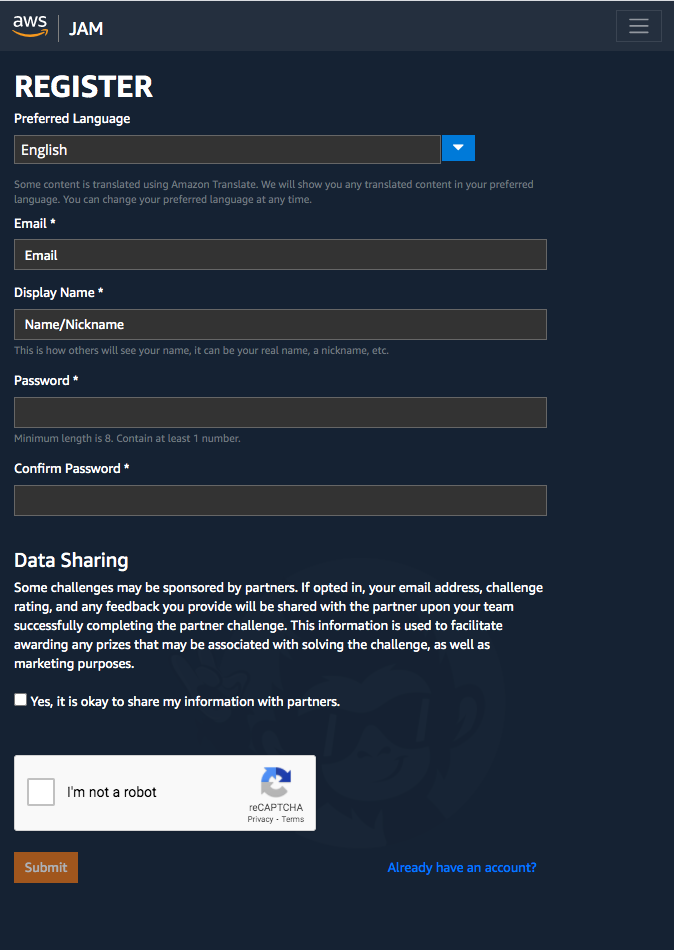 aws
JAM
REGISTER
Preferred Language
English
Some content is translated using Amazon Translate. We will show you any translated content in your preferred
language. You can change your preferred language at any time.
Email *
Email
Display Name *
Name/Nickname
This is how others will see your name, it can be your real name, a nickname, etc.
Password *
Minimum length is 8. Contain at least 1 number.
Confirm Password *
Data Sharing
Some challenges may be sponsored by partners. If opted in, your email address, challenge
rating, and any feedback you provide will be shared with the partner upon your team
successfully completing the partner challenge. This information is used to facilitate
awarding any prizes that may be associated with solving the challenge, as well as
marketing purposes.
Yes, it is okay to share my information with partners.
I'm not a robot
reCAPTCHA
Privacy - Terms
Submit
Already have an account?